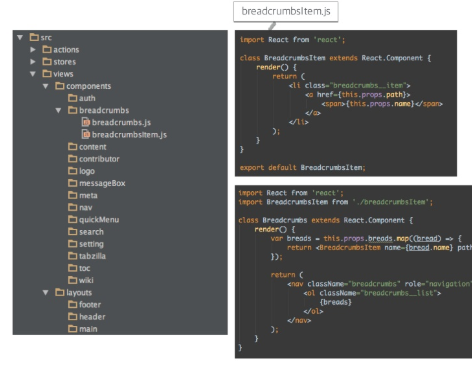 breadcrumbsItem.js
src
actions
stores
views
components
auth
breadcrumbs
breadcrumbs.js
breadcrumbsItem.js
content
contributor
logo
messageBox
meta
nav
quickMenu
search
setting
tabzilla
toc
wiki
layouts
footer
header
main
import React from 'react';
class BreadcrumbsItem extends React.Component {
render() {
return (
<li class="breadcrumbs__item">
<a href={this.props.path}>
<span>{this.props.name}</span>
</a>
</li>
);
}
}
export default BreadcrumbsItem;
import React from 'react';
import BreadcrumbsItem from './breadcrumbsItem';
class Breadcrumbs extends React.Component {
render() {
var breads = this.props.breads.map((bread) => {
return <BreadcrumbsItem name={bread.name} path
});
return (
<nav className="breadcrumbs" role="navigation"
<ol className="breadcrumbs__list">
{breads}
</ol>
</nav>
);
}
}